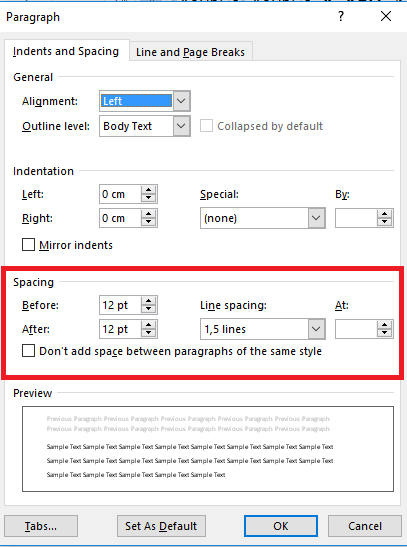 Paragraph ? ×
Indents and Spacing Line and Page Breaks
General
Alignment: Left
Outline level: Body Text Collapsed by default
Indentation
Left: 0 cm Special: By:
Right: 0 cm (none)
Mirror indents
Spacing
Before: 12 pt Line spacing: At:
After: 12 pt 1,5 lines
Don't add space between paragraphs of the same style
Preview
Previous Paragraph Previous Paragraph Previous Paragraph Previous Paragraph Previous Paragraph
Previous Paragraph Previous Paragraph Previous Paragraph Previous Paragraph Previous Paragraph
Sample Text Sample Text Sample Text Sample Text Sample Text Sample Text Sample Text Sample Text
Sample Text Sample Text Sample Text Sample Text Sample Text Sample Text Sample Text Sample Text
Sample Text Sample Text Sample Text Sample Text Sample Text
Tabs... Set As Default OK Cancel